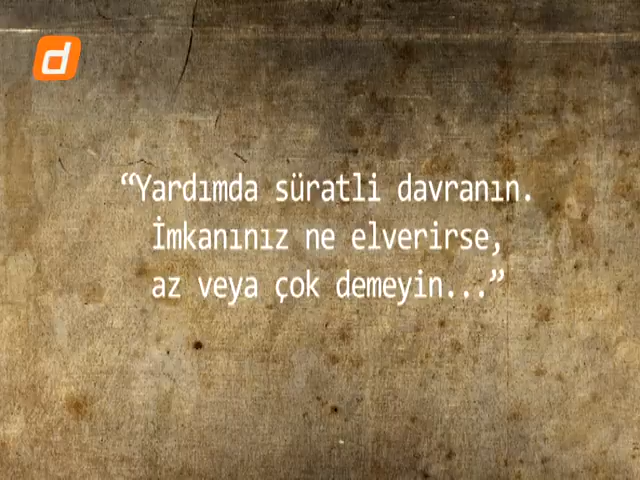 d
“Yardımda süratli davranın.
İmkanınız ne elverirse,
az veya çok demeyin...”